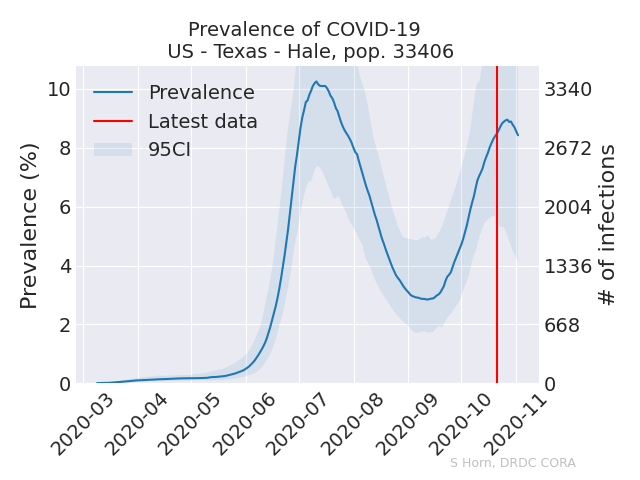 Prevalence of COVID-19
US - Texas - Hale, pop. 33406
Prevalence
Latest data
95CI
Prevalence (%)
10
8
6
4
2
0
3340
2672
2004
1336
668
0
# of infections
2020-03
2020-04
2020-05
2020-06
2020-07
2020-08
2020-09
2020-10
2020-11
S Horn, DRDC CORA